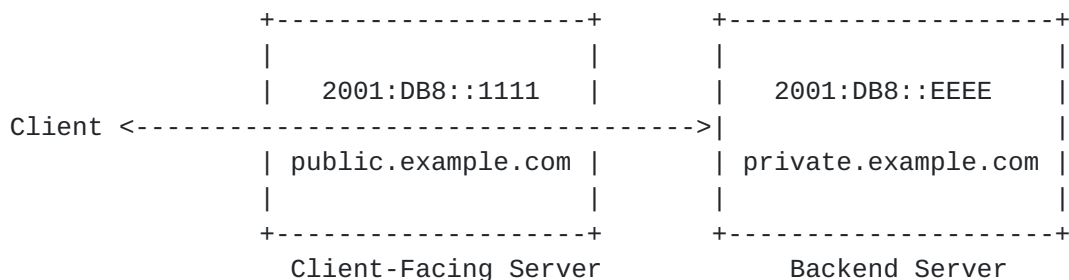 +--------------------+ +---------------------+
| | | |
| 2001:DB8::1111 | | 2001:DB8::EEEE |
Client <------------------------------------->| |
| public.example.com | | private.example.com |
| | | |
+--------------------+ +---------------------+
Client-Facing Server Backend Server